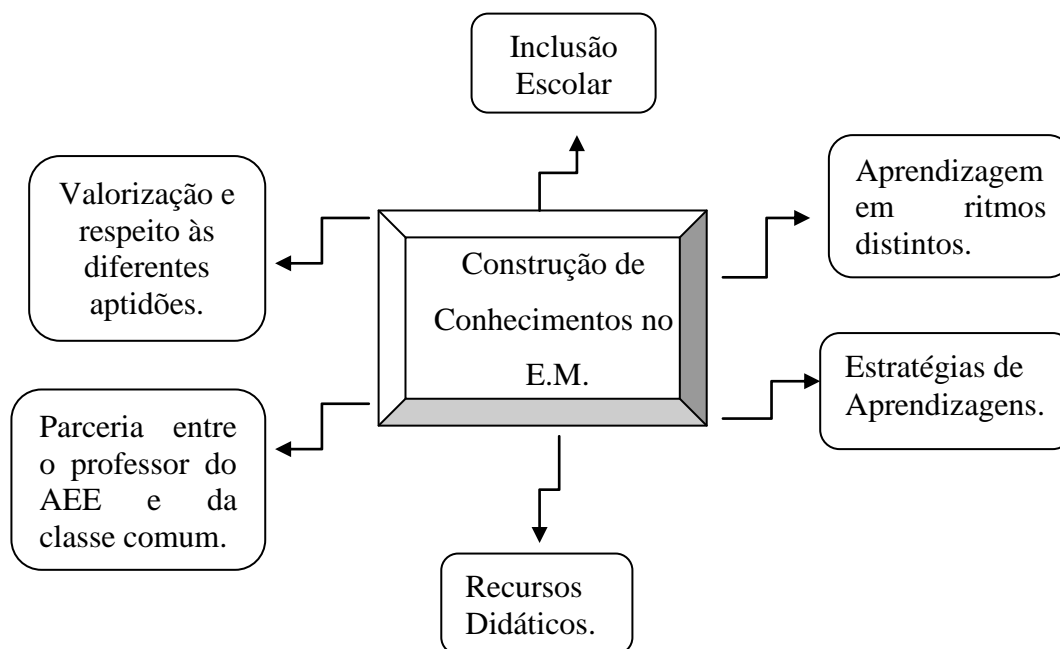 Inclusão
Escolar
Valorização e
respeito às
diferentes
aptidões.
Aprendizagem
em ritmos
distintos.
Construção de
Conhecimentos no
E.M.
Estratégias de
Aprendizagens.
Parceria entre
o professor do
AEE e da
classe comum.
Recursos
Didáticos.